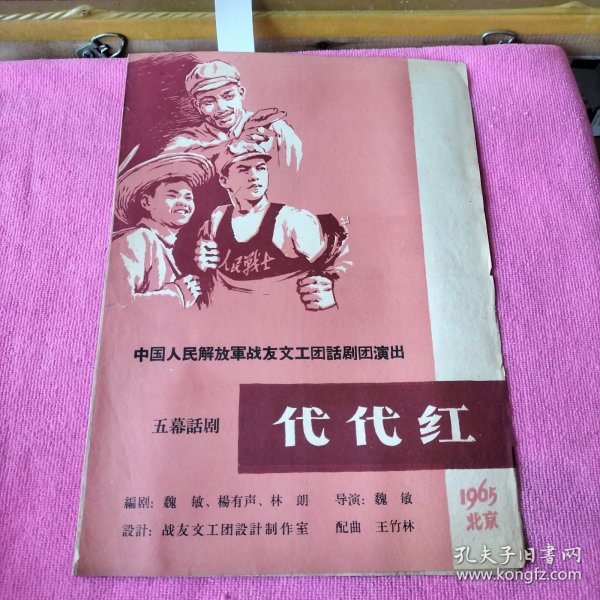 人民戰士
中国人民解放軍战友文工团話剧团演出
五幕話剧
代代红
編剧: 魏 敏、楊有声、林 朗 导演: 魏 敏
設計: 战友文工团設計制作室 配曲 王竹林
1965
北京
孔夫子旧书网
www.kongfz.com